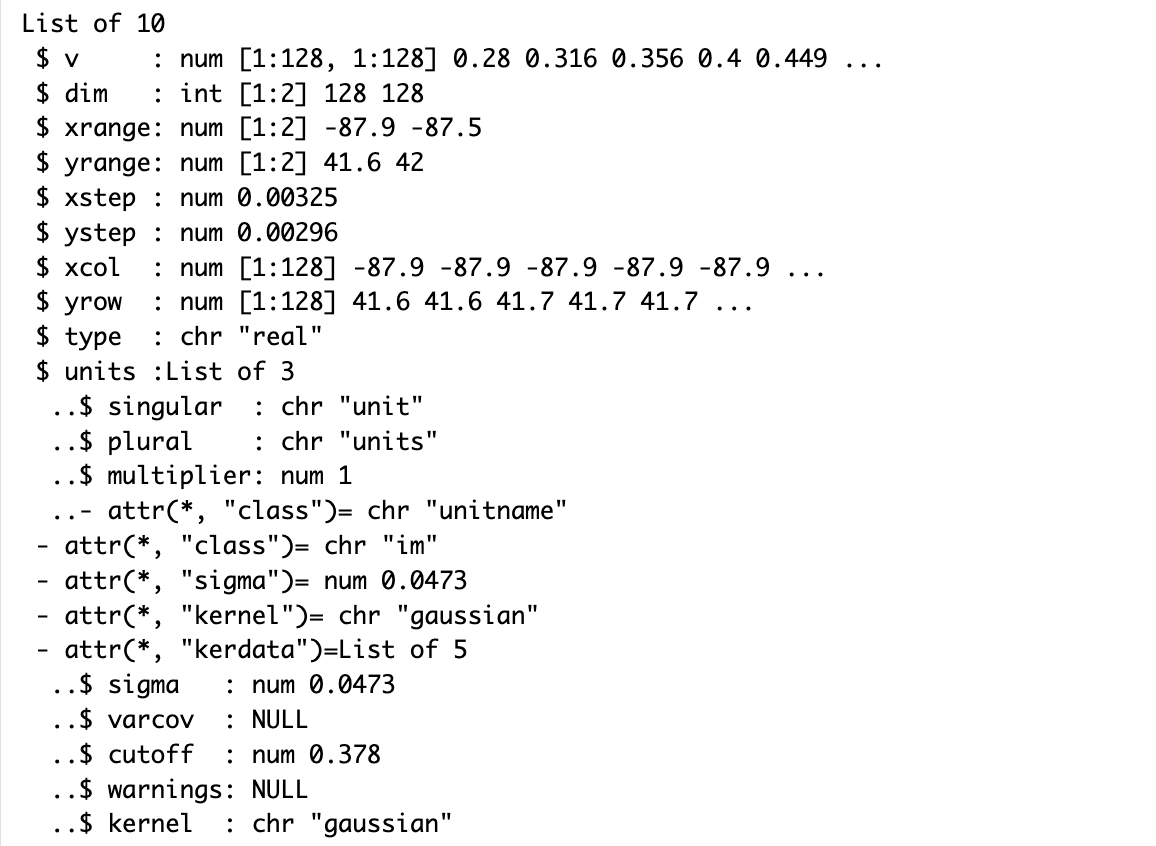 List of 10
 $ v     : num [1:128, 1:128] 0.28 0.316 0.356 0.4 0.449 ...
 $ dim   : int [1:2] 128 128
 $ xrange: num [1:2] -87.9 -87.5
 $ yrange: num [1:2] 41.6 42
 $ xstep : num 0.00325
 $ ystep : num 0.00296
 $ xcol  : num [1:128] -87.9 -87.9 -87.9 -87.9 -87.9 ...
 $ yrow  : num [1:128] 41.6 41.6 41.7 41.7 41.7 ...
 $ type  : chr "real"
 $ units :List of 3
  ..$ singular  : chr "unit"
  ..$ plural    : chr "units"
  ..$ multiplier: num 1
  ..- attr(*, "class")= chr "unitname"
 - attr(*, "class")= chr "im"
 - attr(*, "sigma")= num 0.0473
 - attr(*, "kernel")= chr "gaussian"
 - attr(*, "kerdata")=List of 5
  ..$ sigma   : num 0.0473
  ..$ varcov  : NULL
  ..$ cutoff  : num 0.378
  ..$ warnings: NULL
  ..$ kernel  : chr "gaussian"